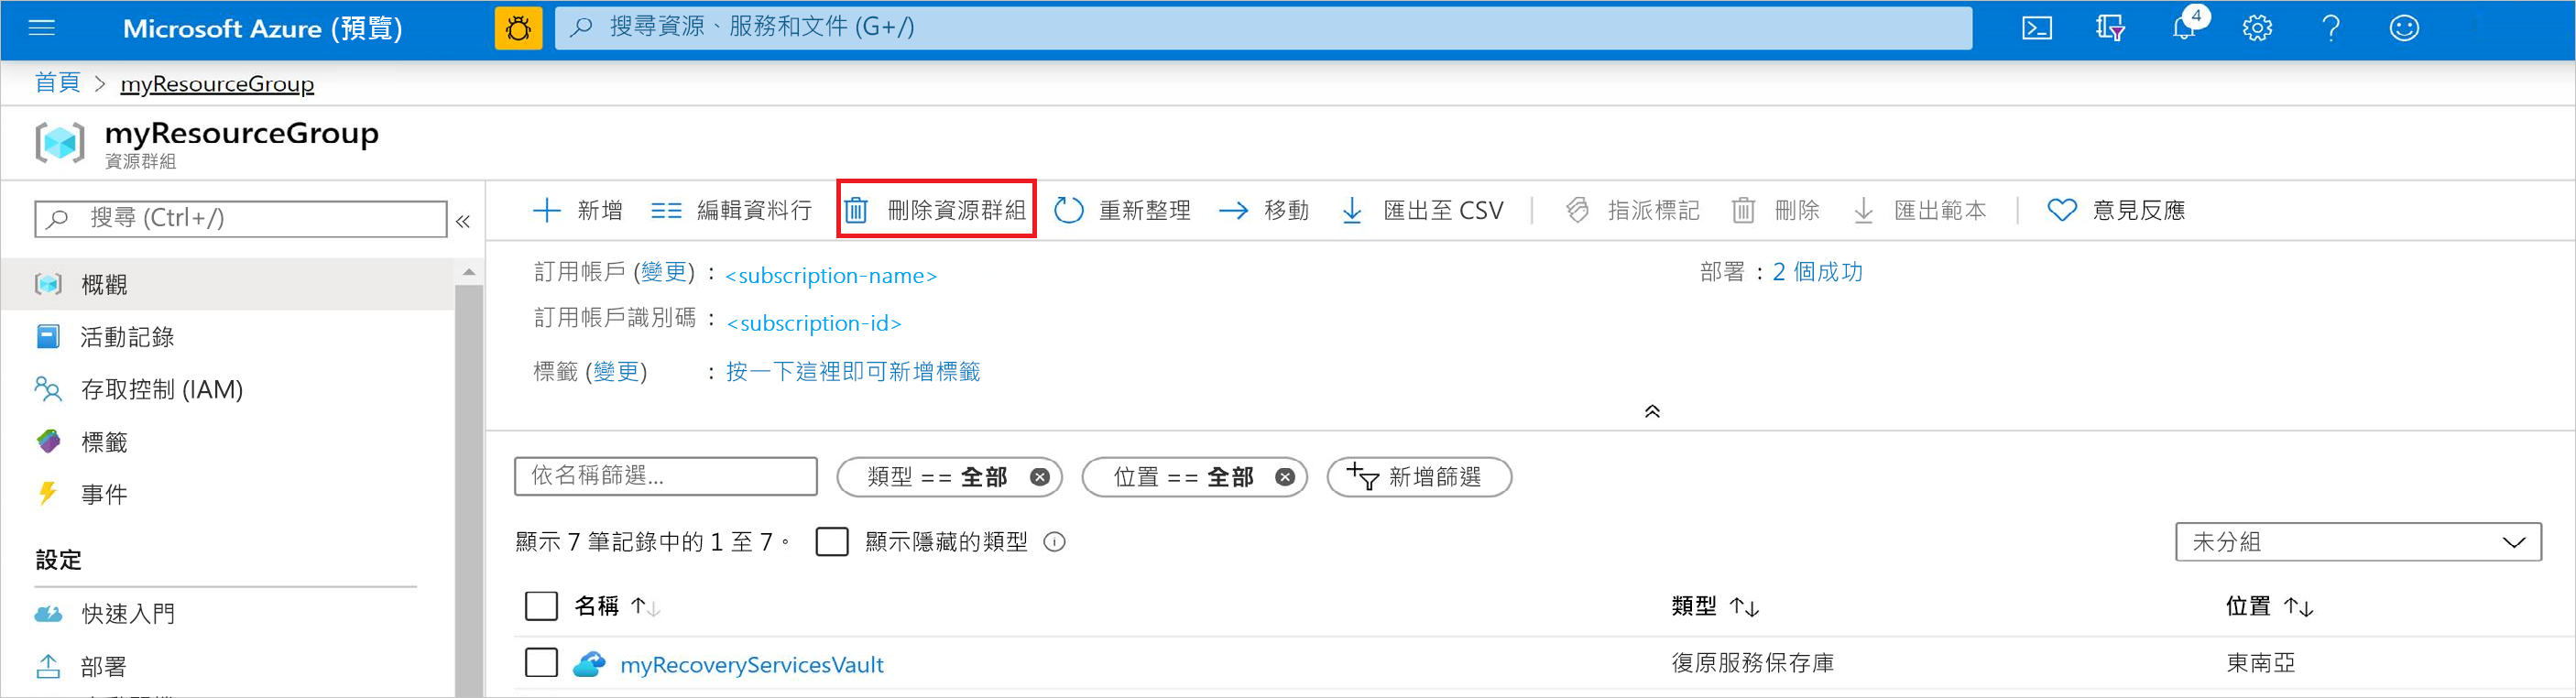 Microsoft Azure (預覽)
搜尋資源、服務和文件 (G+/)
4
首頁 > myResourceGroup
myResourceGroup
資源群組
搜尋 (Ctrl+/)
新增
編輯資料行
刪除資源群組
重新整理
移動
匯出至 CSV
指派標記
刪除
匯出範本
意見反應
概觀
活動記錄
存取控制 (IAM)
標籤
事件
設定
快速入門
部署
訂用帳戶 (變更) : <subscription-name>
部署 : 2 個成功
訂用帳戶識別碼 : <subscription-id>
標籤 (變更) : 按一下這裡即可新增標籤
依名稱篩選...
類型 == 全部
位置 == 全部
新增篩選
顯示 7 筆記錄中的 1 至 7。
顯示隱藏的類型
未分組
名稱 類型 位置
myRecoveryServicesVault 復原服務保存庫 東南亞